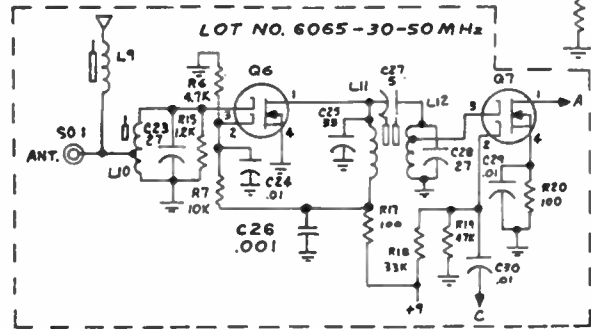 LOT NO. 6065-30-50MHz
L9
Q6
Q7
R6
4.7K
L11
C27
5
L12
1
A
3
2
4
1
3
2
4
C23
27
R15
12K
C25
33
SO1
ANT.
L10
C24
.01
C28
27
C29
.01
R20
100
R7
10K
C26
.001
R17
100
R18
33K
R19
47K
C30
.01
+9
C